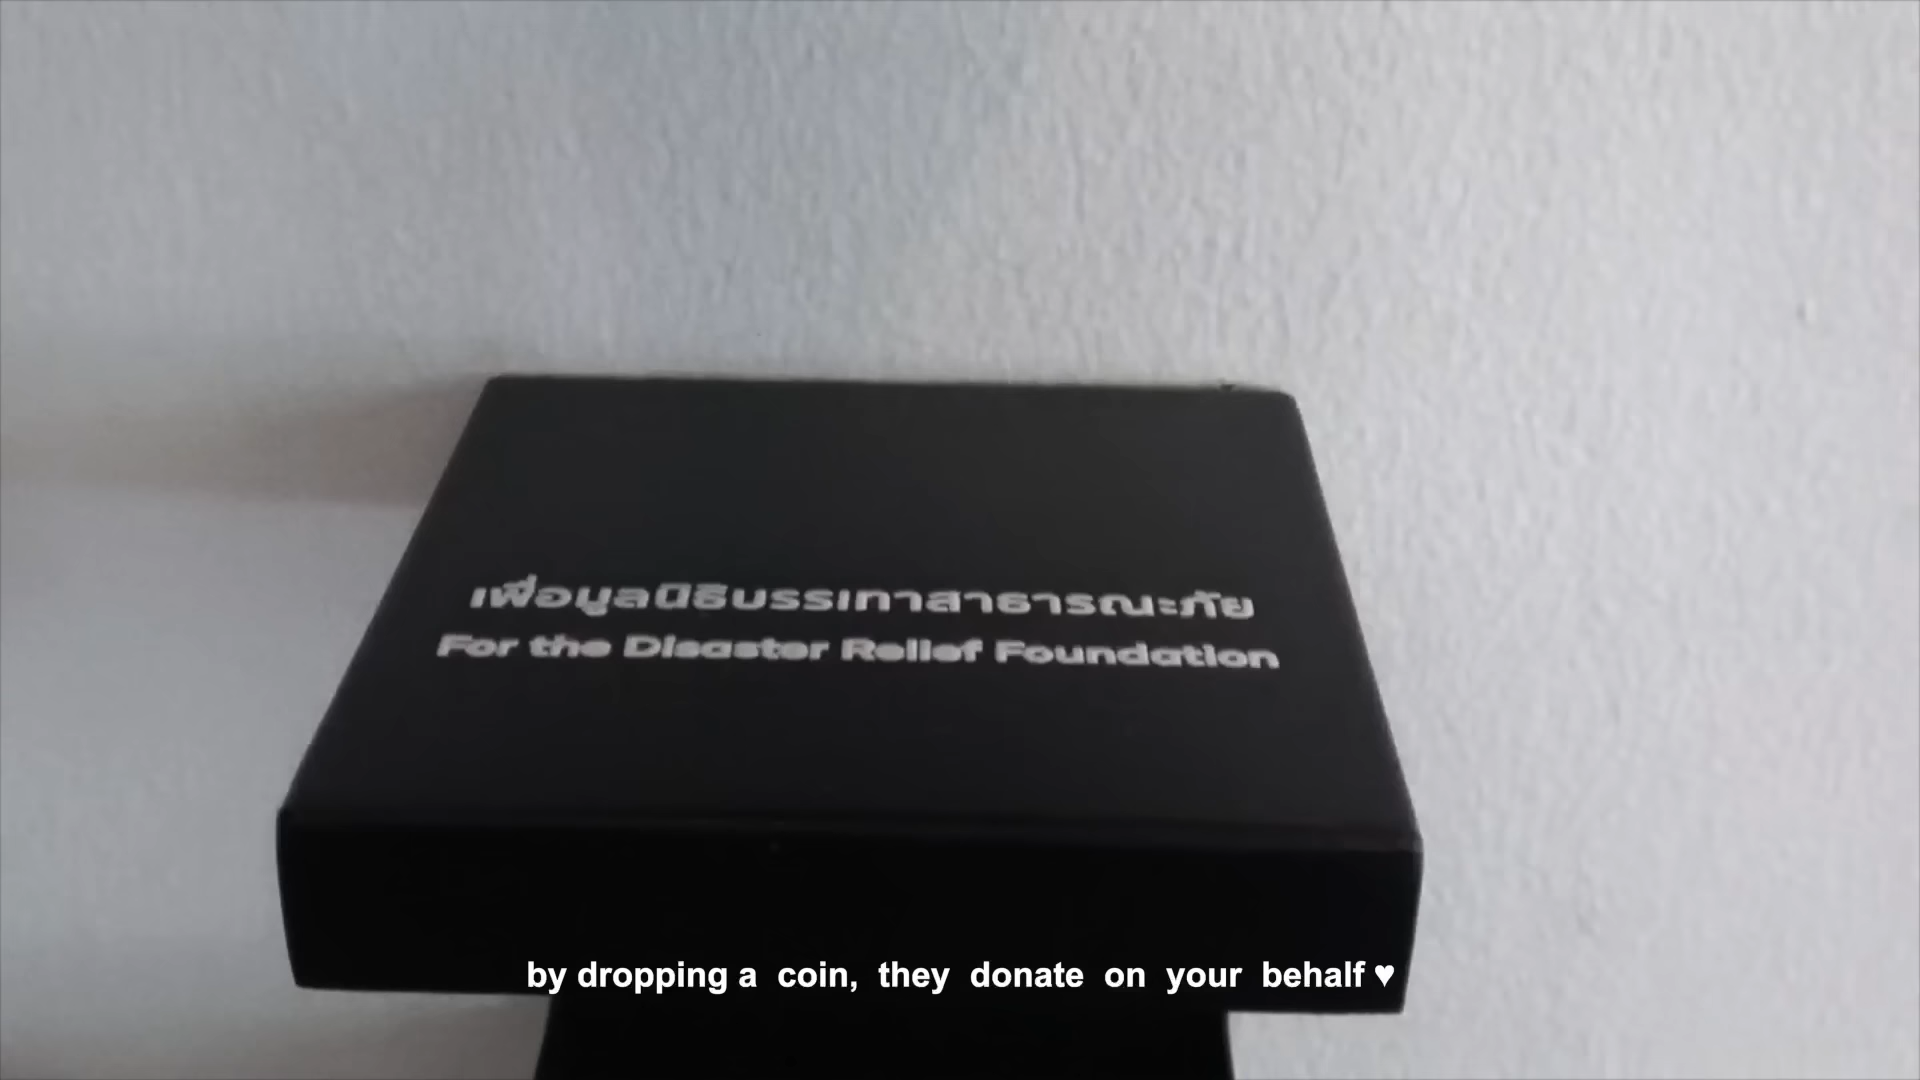 เพื่อมูลนิธิบรรเทาสาธารณะภัย
For the Disaster Relief Foundation
by dropping a coin, they donate on your behalf ♥